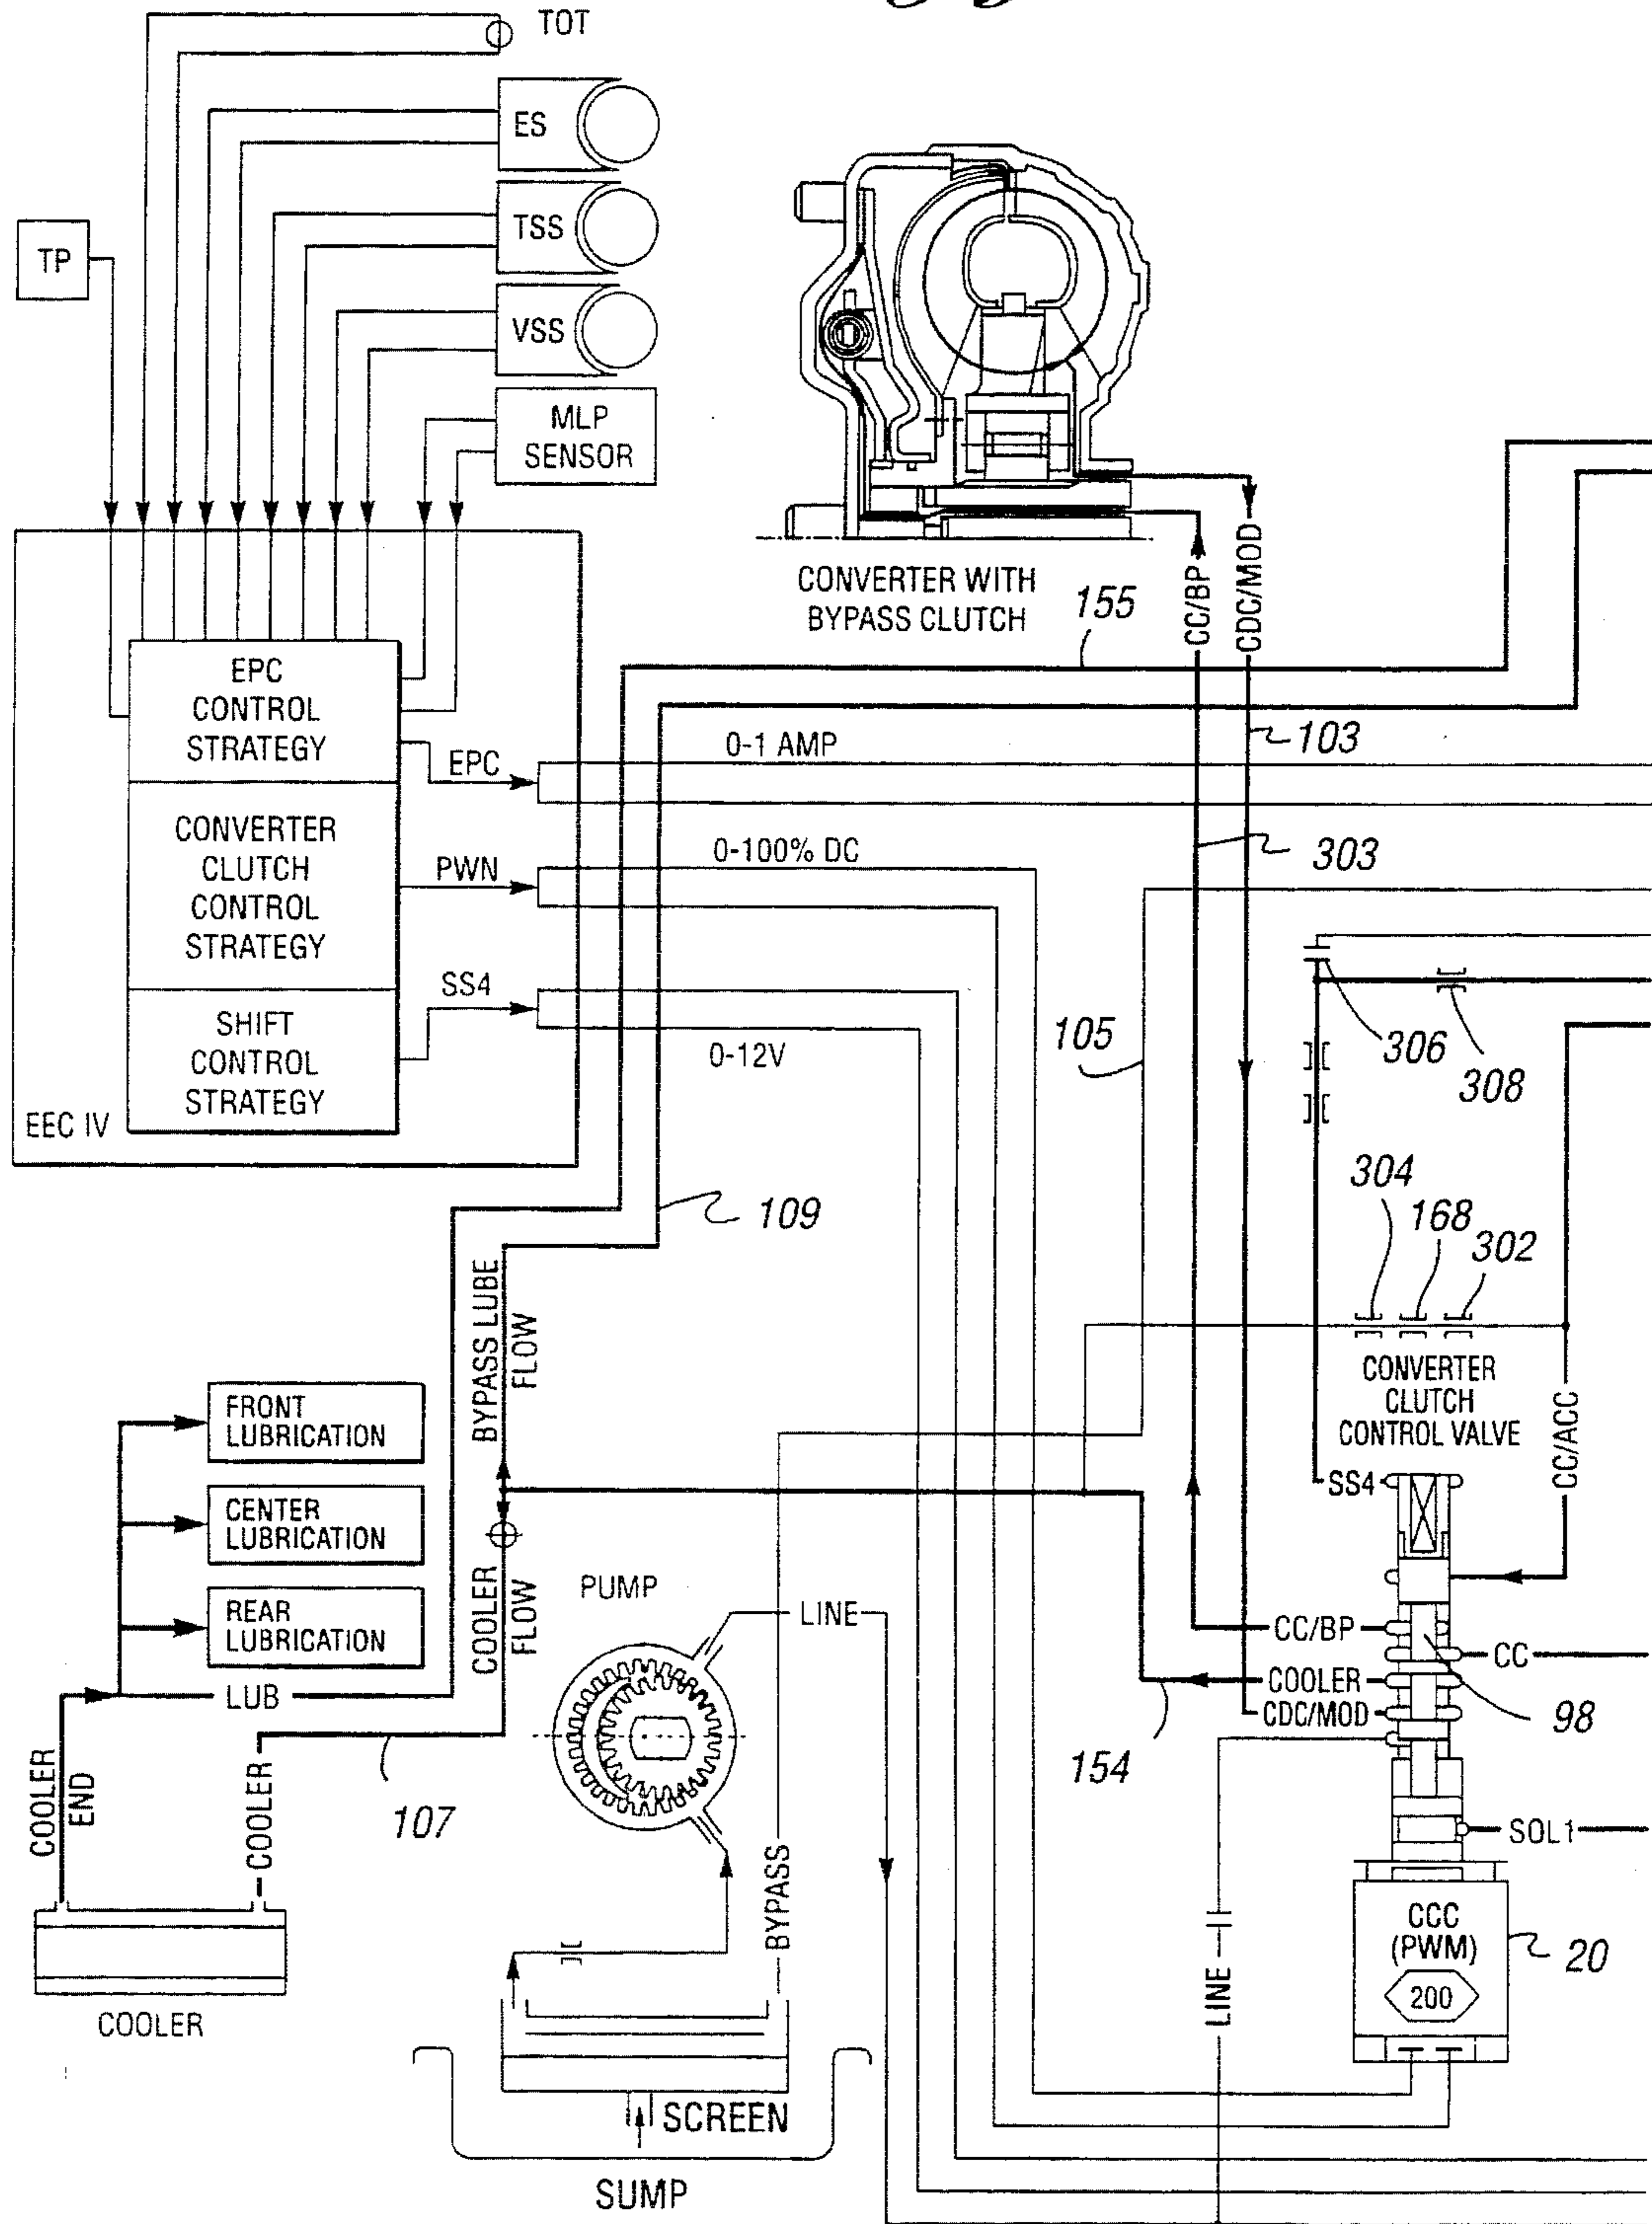 TOT
ES
TSS
TP
VSS
MLP
SENSOR
CONVERTER WITH
BYPASS CLUTCH
CC/BP
CDC/MOD
155
EPC
CONTROL
STRATEGY
103
0-1 AMP
EPC
CONVERTER
CLUTCH
CONTROL
STRATEGY
0-100% DC
303
PWN
SS4
SHIFT
CONTROL
STRATEGY
0-12V
105
306
308
EEC IV
304
168
302
109
BYPASS LUBE
FLOW
CONVERTER
CLUTCH
CONTROL VALVE
CC/ACC
FRONT
LUBRICATION
CENTER
LUBRICATION
REAR
LUBRICATION
SS4
COOLER
FLOW
PUMP
LINE
CC/BP
CC
LUB
COOLER
CDC/MOD
98
154
COOLER
END
COOLER
107
SOL1
BYPASS
CCC
(PWM)
200
20
LINE
COOLER
SCREEN
SUMP